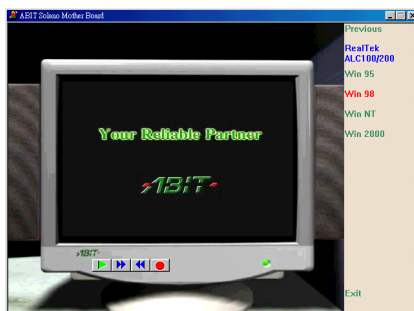 ABIT Solano Mother Board
Previous
RealTek
ALC100/200
Win 95
Win 98
Win NT
Win 2000
Your Reliable Partner
ABIT
ABIT
Exit